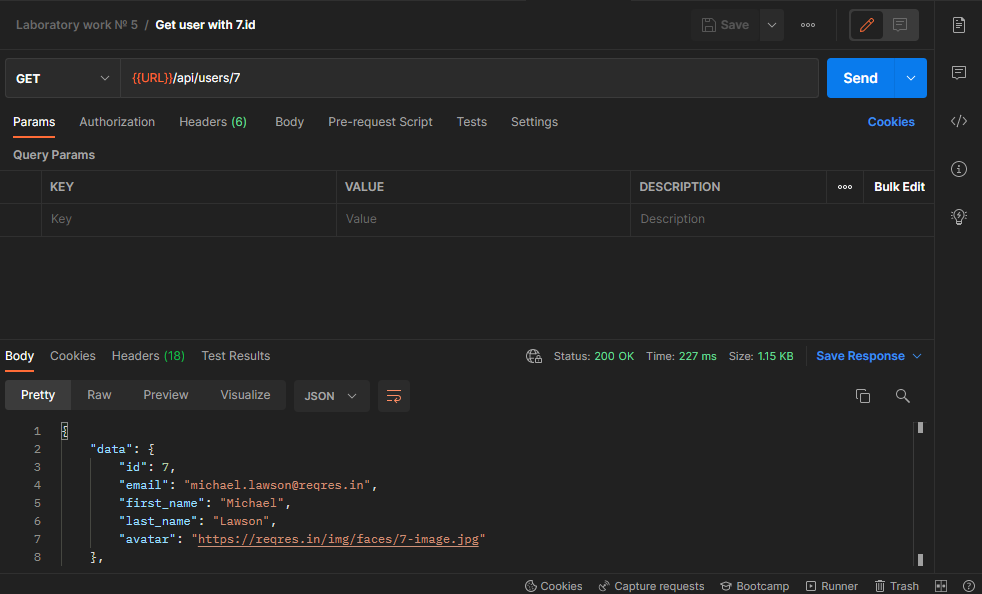 Laboratory work № 5 / Get user with 7.id
Save
GET {{URL}}/api/users/7 Send
Params Authorization Headers (6) Body Pre-request Script Tests Settings Cookies
Query Params
KEY VALUE DESCRIPTION Bulk Edit
Key Value Description
Body Cookies Headers (18) Test Results Status: 200 OK Time: 227 ms Size: 1.15 KB Save Response
Pretty Raw Preview Visualize JSON
1 {
2 "data": {
3 "id": 7,
4 "email": "michael.lawson@reqres.in",
5 "first_name": "Michael",
6 "last_name": "Lawson",
7 "avatar": "https://reqres.in/img/faces/7-image.jpg"
8 },
Cookies Capture requests Bootcamp Runner Trash